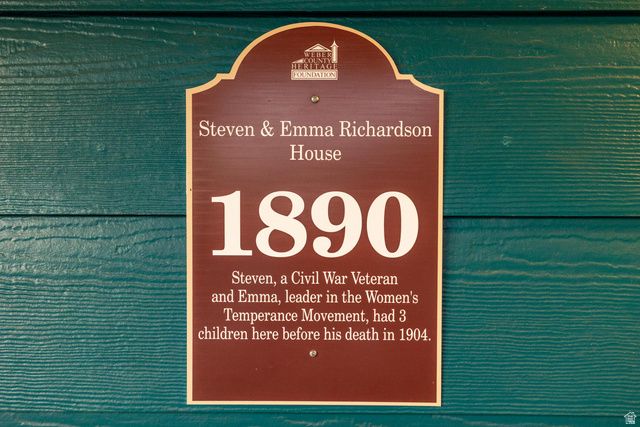 WEBER
COUNTY
HERITAGE
FOUNDATION
Steven & Emma Richardson
House
1890
Steven, a Civil War Veteran
and Emma, leader in the Women's
Temperance Movement, had 3
children here before his death in 1904.